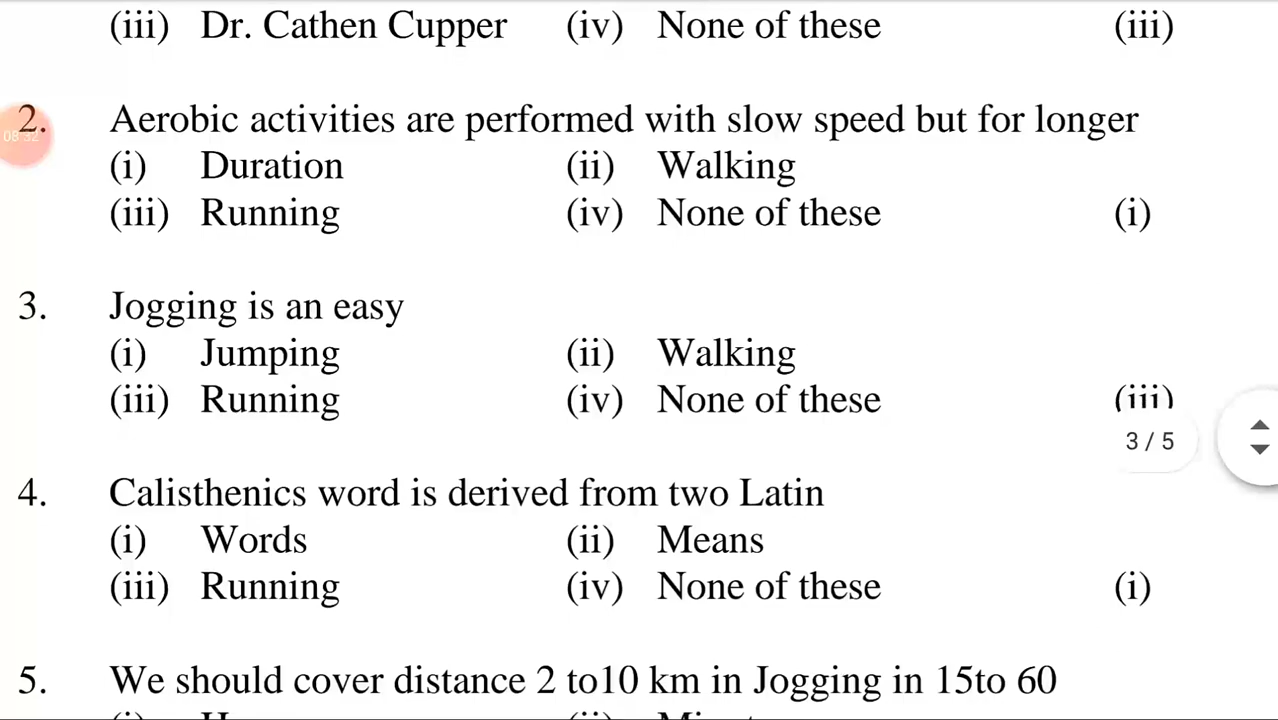 (iii) Dr. Cathen Cupper (iv) None of these (iii)
2. Aerobic activities are performed with slow speed but for longer
08:32
(i) Duration (ii) Walking
(iii) Running (iv) None of these (i)
3. Jogging is an easy
(i) Jumping (ii) Walking
(iii) Running (iv) None of these (iii)
3 / 5
4. Calisthenics word is derived from two Latin
(i) Words (ii) Means
(iii) Running (iv) None of these (i)
5. We should cover distance 2 to10 km in Jogging in 15to 60